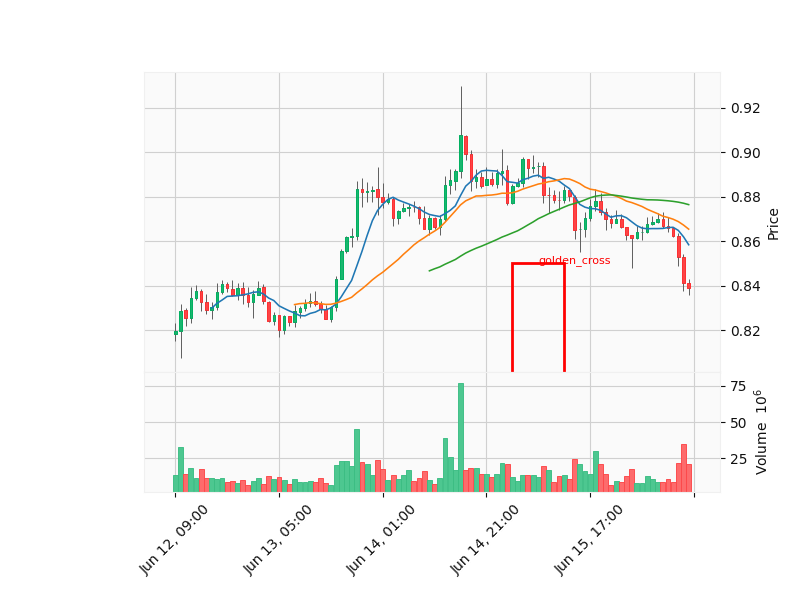 0.92
0.90
0.88
0.86
0.84
0.82
Price
golden_cross
75
50
25
Volume 10⁶
Jun 12, 09:00
Jun 13, 05:00
Jun 14, 01:00
Jun 14, 21:00
Jun 15, 17:00